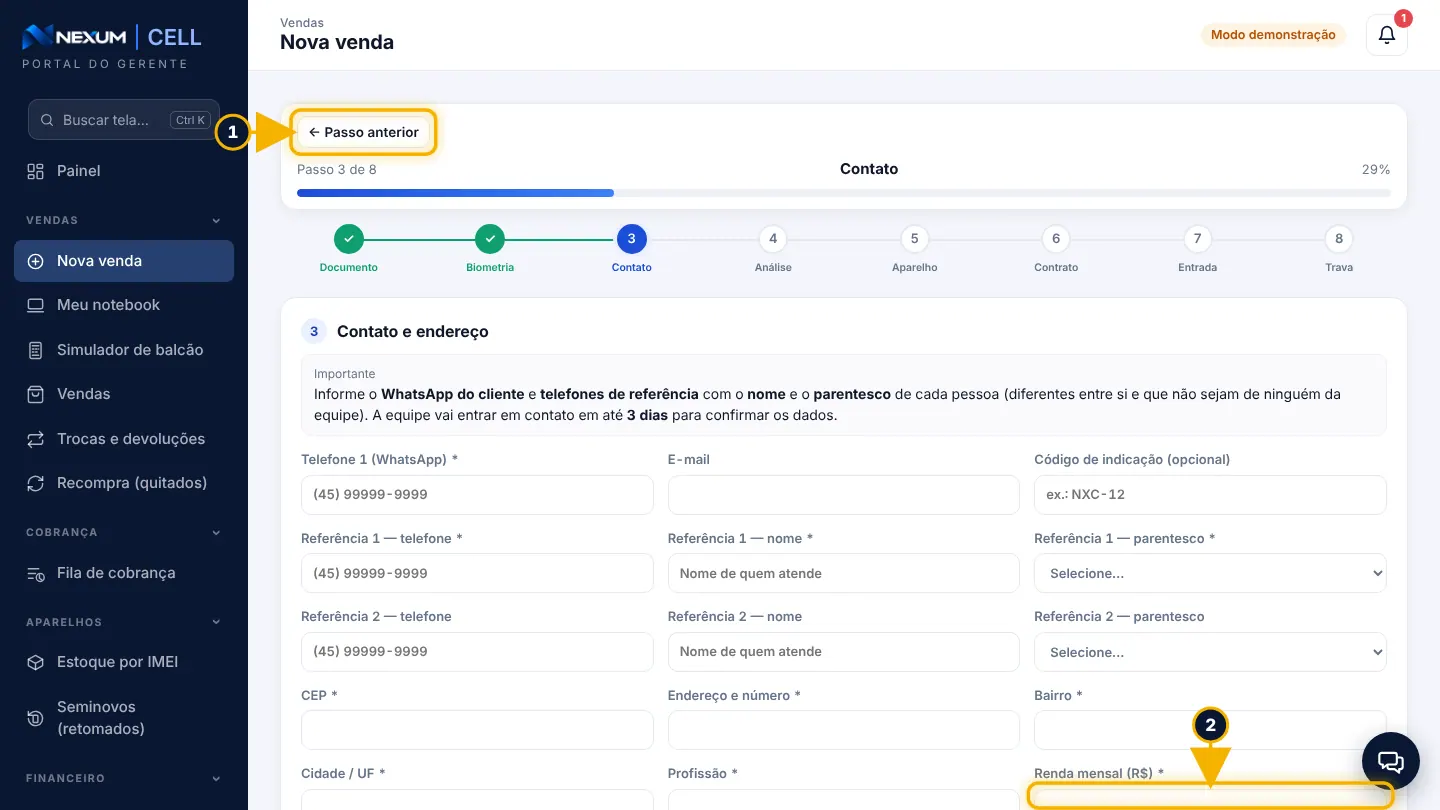 NEXUM | CELL
PORTAL DO GERENTE
Buscar tela... Ctrl K
Painel
VENDAS
Nova venda
Meu notebook
Simulador de balcão
Vendas
Trocas e devoluções
Recompra (quitados)
COBRANÇA
Fila de cobrança
APARELHOS
Estoque por IMEI
Seminovos
(retomados)
FINANCEIRO
Vendas
Nova venda
Modo demonstração
1
1
← Passo anterior
Passo 3 de 8
Contato
29%
3
4
5
6
7
8
Documento
Biometria
Contato
Análise
Aparelho
Contrato
Entrada
Trava
3 Contato e endereço
Importante
Informe o WhatsApp do cliente e telefones de referência com o nome e o parentesco de cada pessoa (diferentes entre si e que não sejam de ninguém da
equipe). A equipe vai entrar em contato em até 3 dias para confirmar os dados.
Telefone 1 (WhatsApp) *
E-mail
Código de indicação (opcional)
(45) 99999-9999
ex.: NXC-12
Referência 1 — telefone *
Referência 1 — nome *
Referência 1 — parentesco *
(45) 99999-9999
Nome de quem atende
Selecione...
Referência 2 — telefone
Referência 2 — nome
Referência 2 — parentesco
(45) 99999-9999
Nome de quem atende
Selecione...
CEP *
Endereço e número *
Bairro *
2
Cidade / UF *
Profissão *
Renda mensal (R$) *